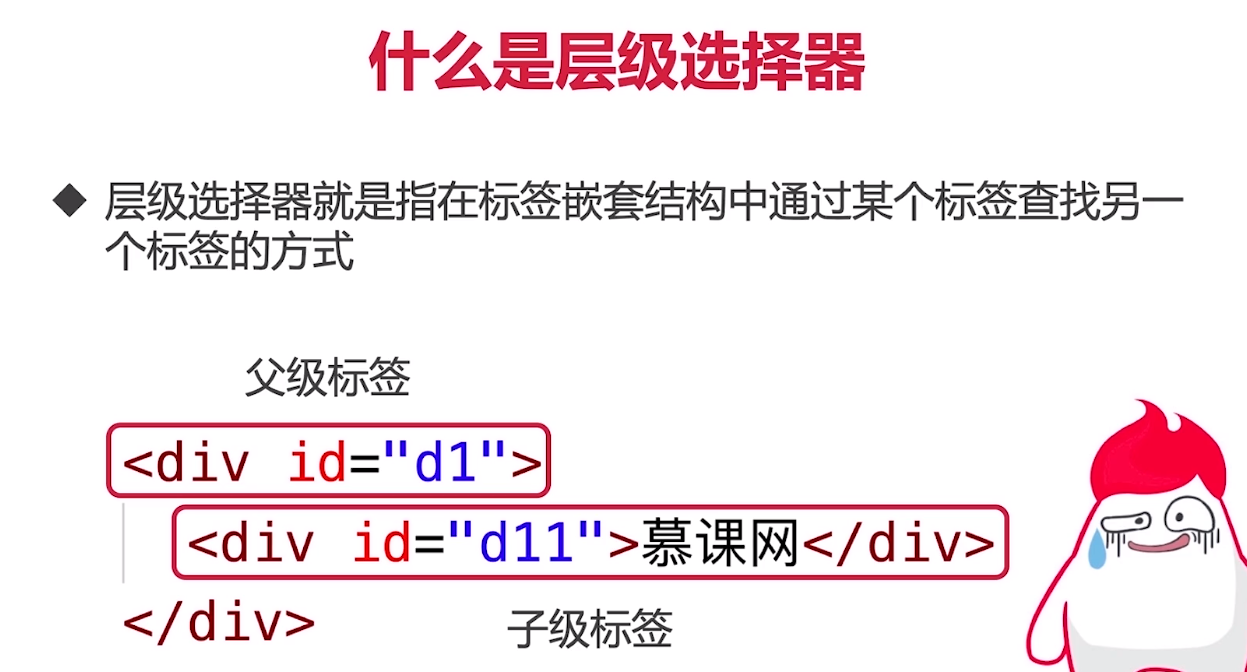 什么是层级选择器
层级选择器就是指在标签嵌套结构中通过某个标签查找另一
个标签的方式
父级标签
<div id="d1">
<div id="d11">慕课网</div>
</div>
子级标签